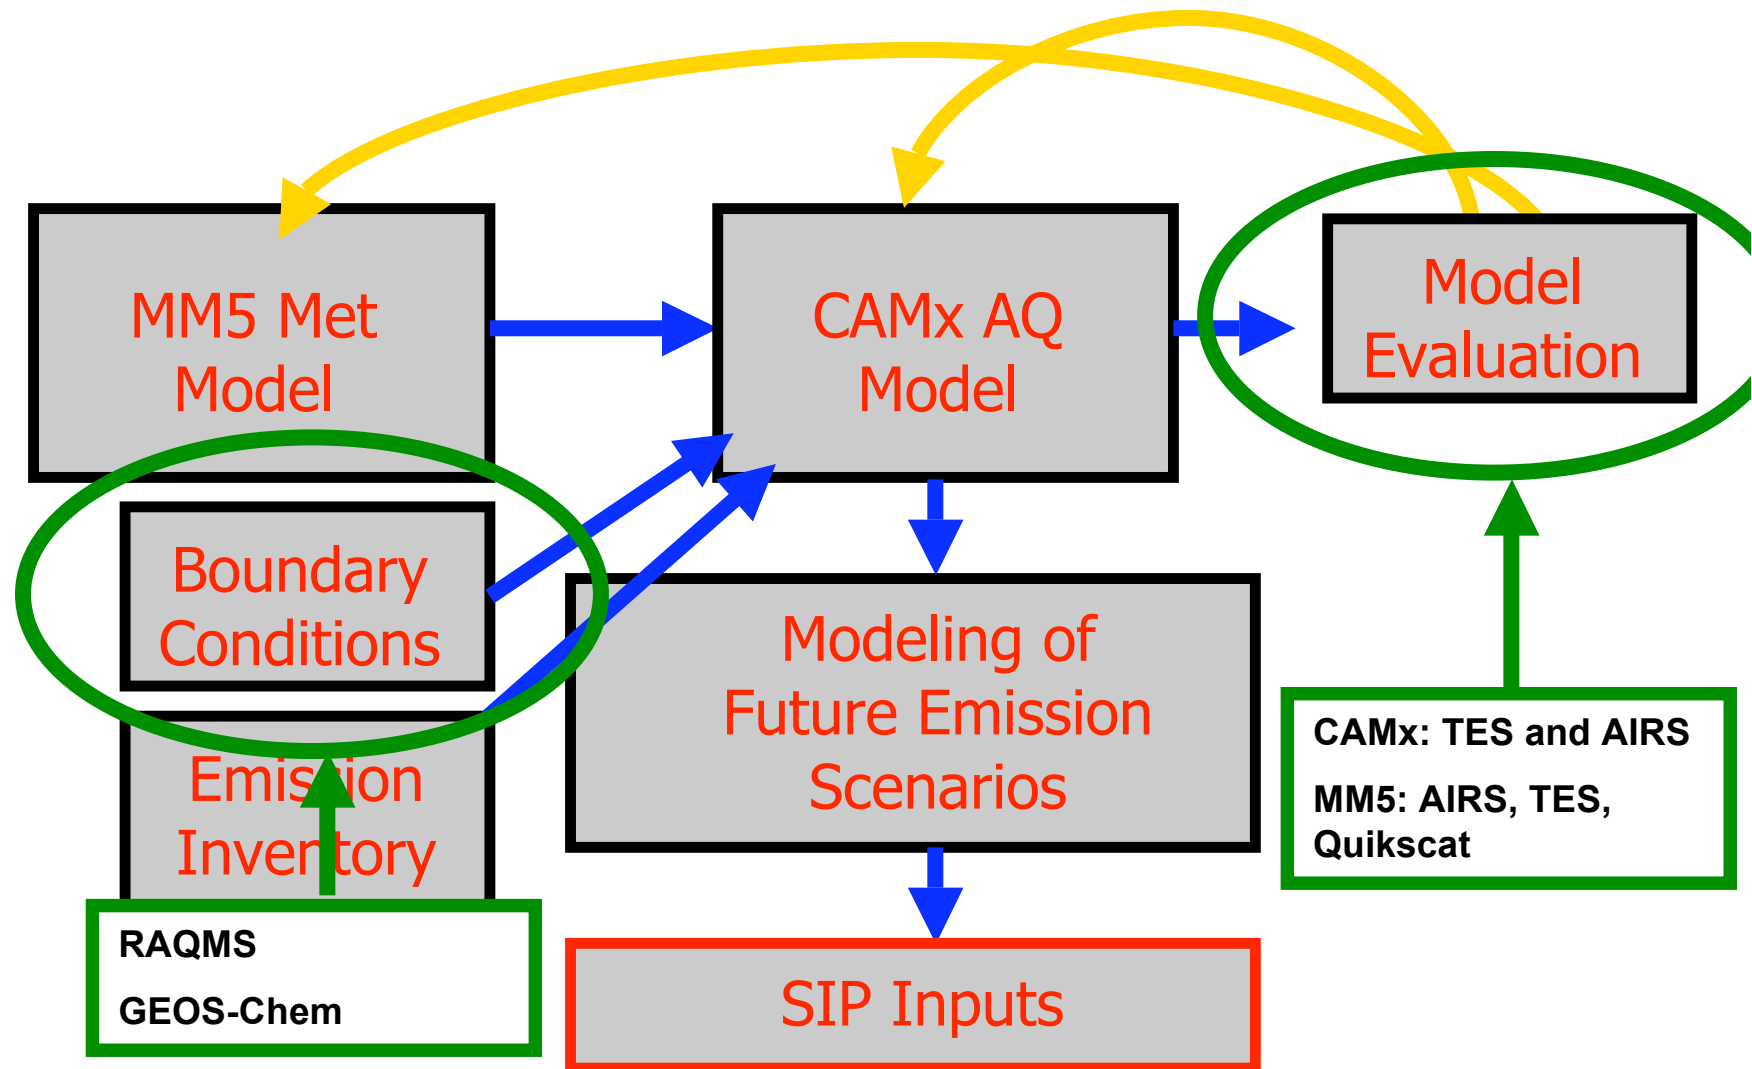 MM5 Met
Model
CAMx AQ
Model
Model
Evaluation
Boundary
Conditions
Emission
Inventory
Modeling of
Future Emission
Scenarios
CAMx: TES and AIRS
MM5: AIRS, TES,
Quikscat
RAQMS
GEOS-Chem
SIP Inputs